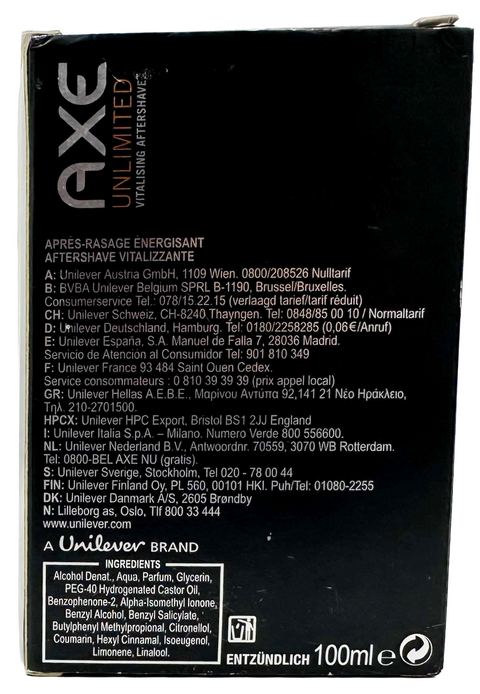 AXE
UNLIMITED
VITALISING AFTERSHAVE
APRÈS-RASAGE ÉNERGISANT
AFTERSHAVE VITALIZZANTE
A: Unilever Austria GmbH, 1109 Wien. 0800/208526 Nulltarif
B: BVBA Unilever Belgium SPRL B-1190, Brussel/Bruxelles.
Consumerservice Tel.: 078/15.22.15 (verlaagd tarief/tarif réduit)
CH: Unilever Schweiz, CH-8240 Thayngen. Tel: 0848/85 00 10 / Normaltarif
D: Unilever Deutschland, Hamburg. Tel: 0180/2258285 (0,06€/Anruf)
E: Unilever España, S.A. Manuel de Falla 7, 28036 Madrid.
Servicio de Atención al Consumidor Tel: 901 810 349
F: Unilever France 93 484 Saint Ouen Cedex.
Service consommateurs : 0 810 39 39 39 (prix appel local)
GR: Unilever Hellas A.E.B.E., Μαρίνου Αντύπα 92,141 21 Νέο Ηράκλειο,
Τηλ. 210-2701500.
HPCX: Unilever HPC Export, Bristol BS1 2JJ England
I: Unilever Italia S.p.A. – Milano. Numero Verde 800 556600.
NL: Unilever Nederland B.V., Antwoordnr. 70559, 3070 WB Rotterdam.
Tel: 0800-BEL AXE NU (gratis).
S: Unilever Sverige, Stockholm, Tel 020 - 78 00 44
FIN: Unilever Finland Oy, PL 560, 00101 HKI. Puh/Tel: 01080-2255
DK: Unilever Danmark A/S, 2605 Brøndby
N: Lilleborg as, Oslo, Tlf 800 33 444
www.unilever.com
A Unilever BRAND
INGREDIENTS
Alcohol Denat., Aqua, Parfum, Glycerin,
PEG-40 Hydrogenated Castor Oil,
Benzophenone-2, Alpha-Isomethyl Ionone,
Benzyl Alcohol, Benzyl Salicylate,
Butylphenyl Methylpropional, Citronellol,
Coumarin, Hexyl Cinnamal, Isoeugenol,
Limonene, Linalool.
ENTZÜNDLICH 100ml e